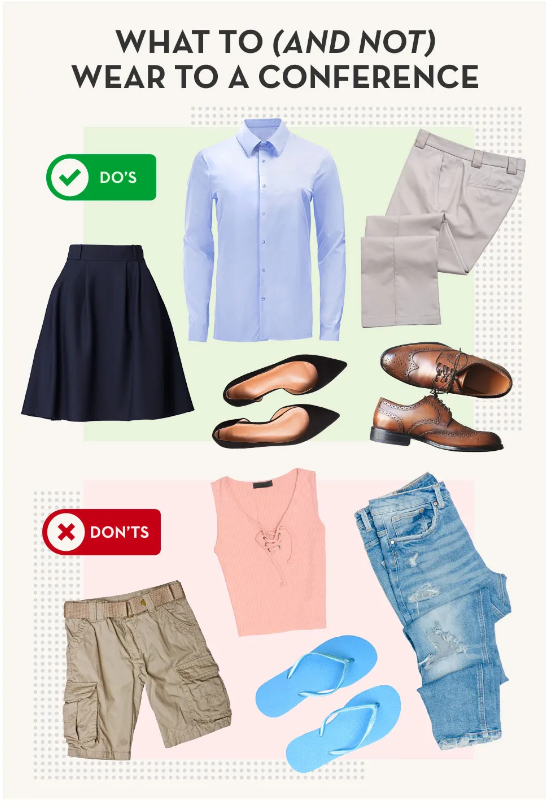 WHAT TO (AND NOT)
WEAR TO A CONFERENCE
DO'S
DON'TS